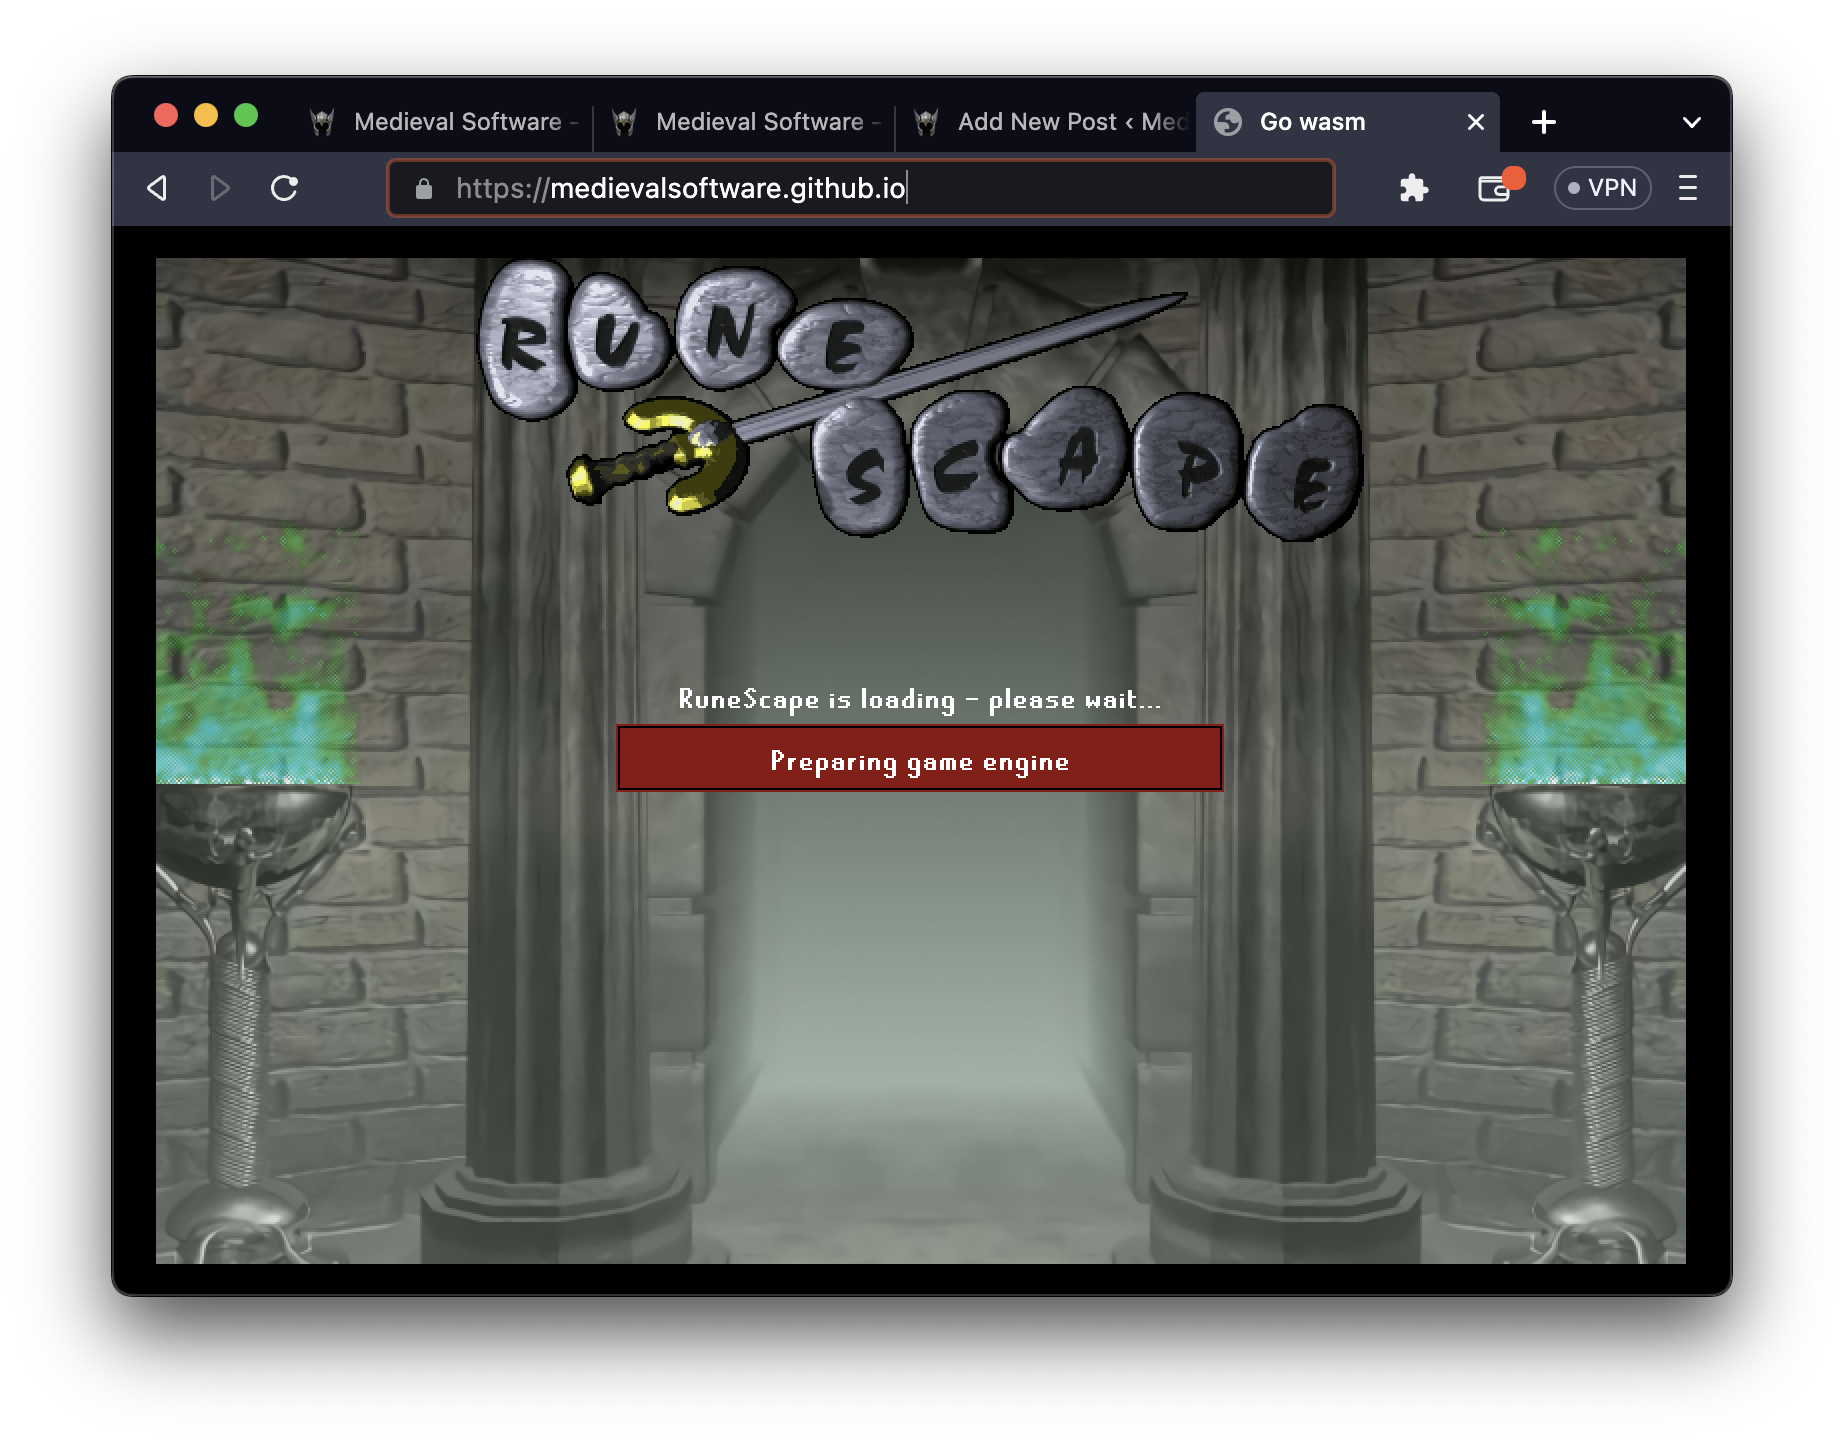 Medieval Software -
Medieval Software -
Add New Post ‹ Med
Go wasm
https://medievalsoftware.github.io
VPN
RUNE
SCAPE
RuneScape is loading - please wait...
Preparing game engine